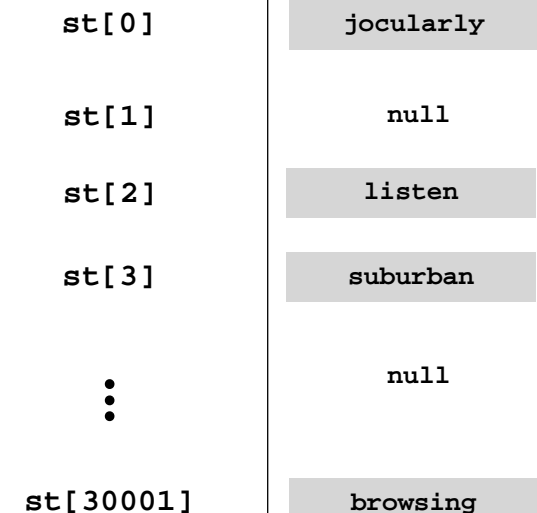 st[0] jocularly
st[1] null
st[2] listen
st[3] suburban
null
st[30001] browsing